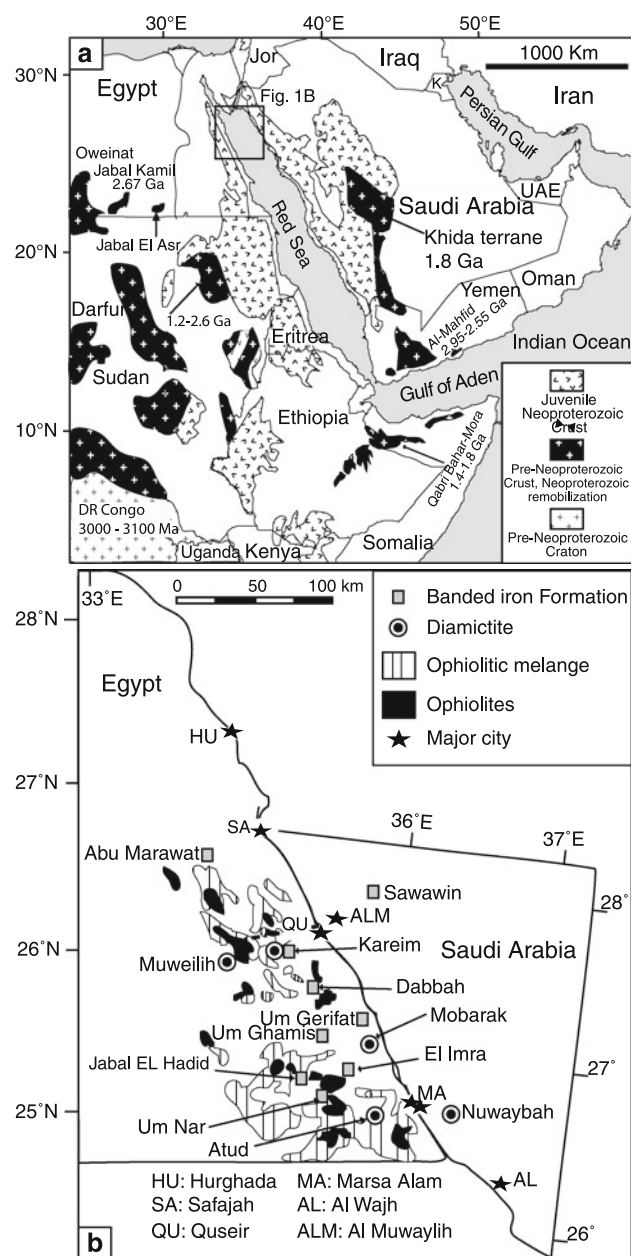 a
30°E
40°E
50°E
1000 Km
30°N
20°N
10°N
Jor
Iraq
K
Iran
Egypt
Fig. 1B
Persian Gulf
Oweinat
Jabal Kamil
2.67 Ga
UAE
Jabal El Asr
Red Sea
Saudi Arabia
Khida terrane
1.8 Ga
Oman
Yemen
Al-Mahfid
2.95-2.55 Ga
Darfur
1.2-2.6 Ga
Eritrea
Indian Ocean
Sudan
Gulf of Aden
Ethiopia
Qabri Bahar-Mora
1.4-1.8 Ga
DR Congo
3000 - 3100 Ma
Uganda
Kenya
Somalia
Juvenile
Neoproterozoic
Crust
Pre-Neoproterozoic
Crust, Neoproterozoic
remobilization
Pre-Neoproterozoic
Craton
33°E
0 50 100 km
28°N
27°N
26°N
25°N
Egypt
Banded iron Formation
Diamictite
Ophiolitic melange
Ophiolites
Major city
HU
SA
36°E
37°E
Abu Marawat
Sawawin
28°
ALM
QU
Kareim
Saudi Arabia
Muweilih
Dabbah
Um Gerifat
Mobarak
Um Ghamis
El Imra
Jabal EL Hadid
27°
MA
Nuwaybah
Um Nar
Atud
AL
26°
HU: Hurghada MA: Marsa Alam
SA: Safajah AL: Al Wajh
QU: Quseir ALM: Al Muwaylih
b